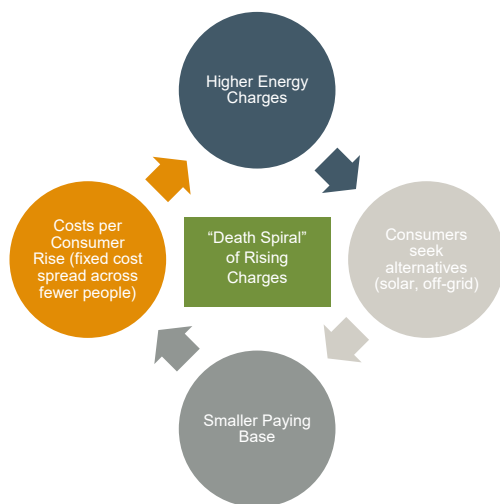 Higher Energy
Charges
Costs per
Consumer
Rise (fixed cost
spread across
fewer people)
“Death Spiral”
of Rising
Charges
Consumers
seek
alternatives
(solar, off-grid)
Smaller Paying
Base